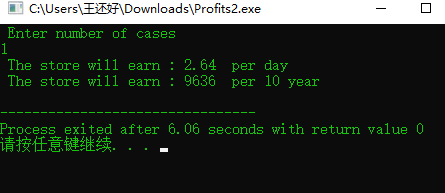 C:\Users\王还好\Downloads\Profits2.exe
Enter number of cases
1
The store will earn : 2.64  per day
The store will earn : 9636  per 10 year
--------------------------------
Process exited after 6.06 seconds with return value 0
请按任意键继续. . .